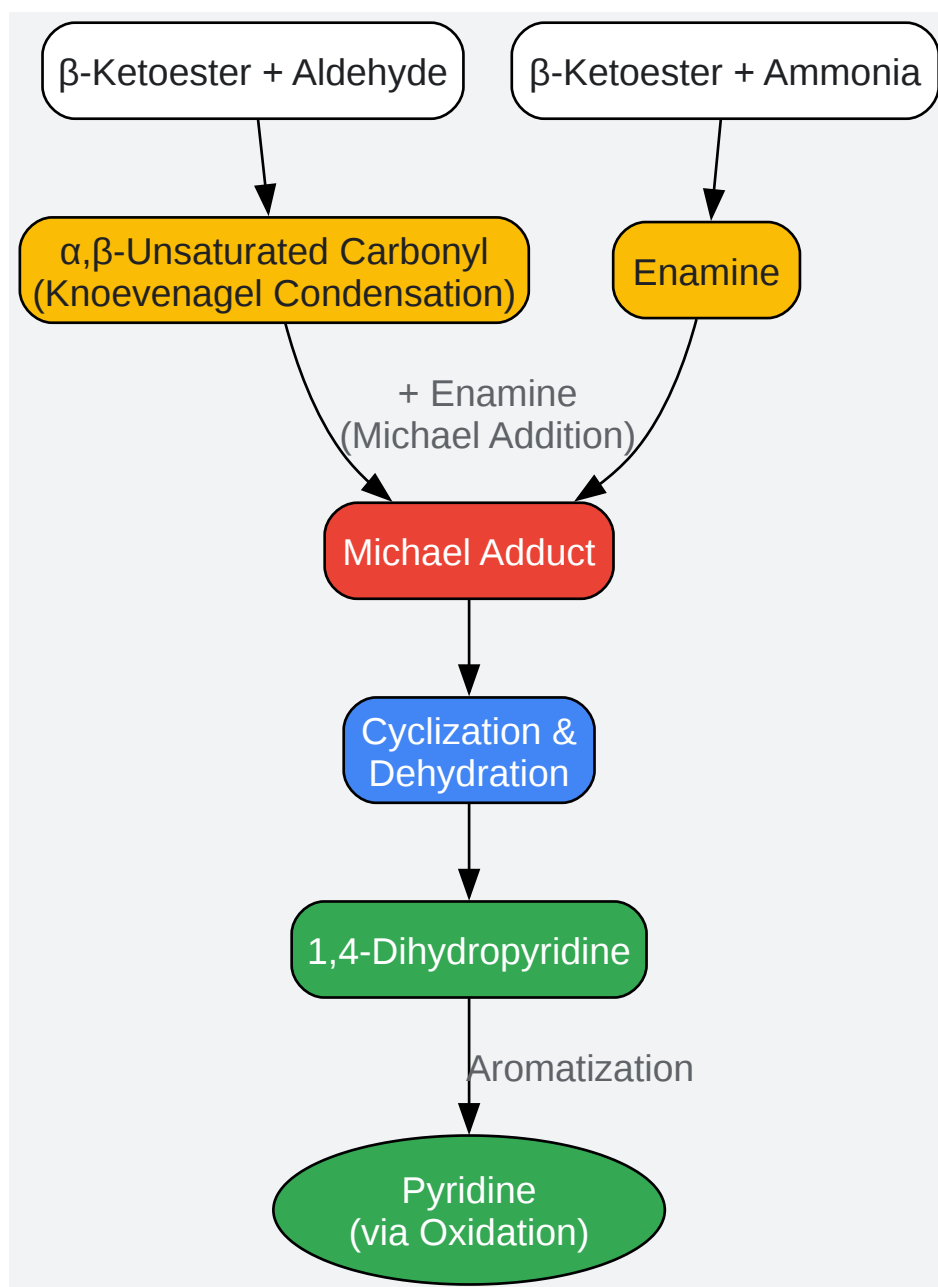 β-Ketoester + Aldehyde
β-Ketoester + Ammonia
α,β-Unsaturated Carbonyl
(Knoevenagel Condensation)
Enamine
+ Enamine
(Michael Addition)
Michael Adduct
Cyclization &
Dehydration
1,4-Dihydropyridine
Aromatization
Pyridine
(via Oxidation)